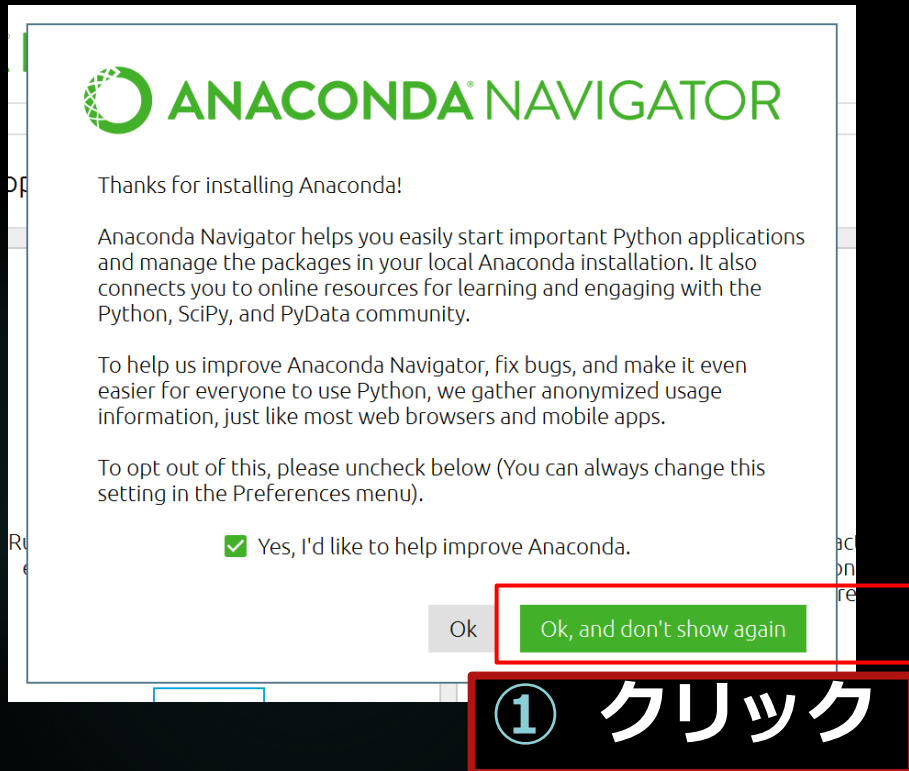 ANACONDA® NAVIGATOR
Thanks for installing Anaconda!
Anaconda Navigator helps you easily start important Python applications
and manage the packages in your local Anaconda installation. It also
connects you to online resources for learning and engaging with the
Python, SciPy, and PyData community.
To help us improve Anaconda Navigator, fix bugs, and make it even
easier for everyone to use Python, we gather anonymized usage
information, just like most web browsers and mobile apps.
To opt out of this, please uncheck below (You can always change this
setting in the Preferences menu).
Yes, I'd like to help improve Anaconda.
Ok
Ok, and don't show again
① クリック